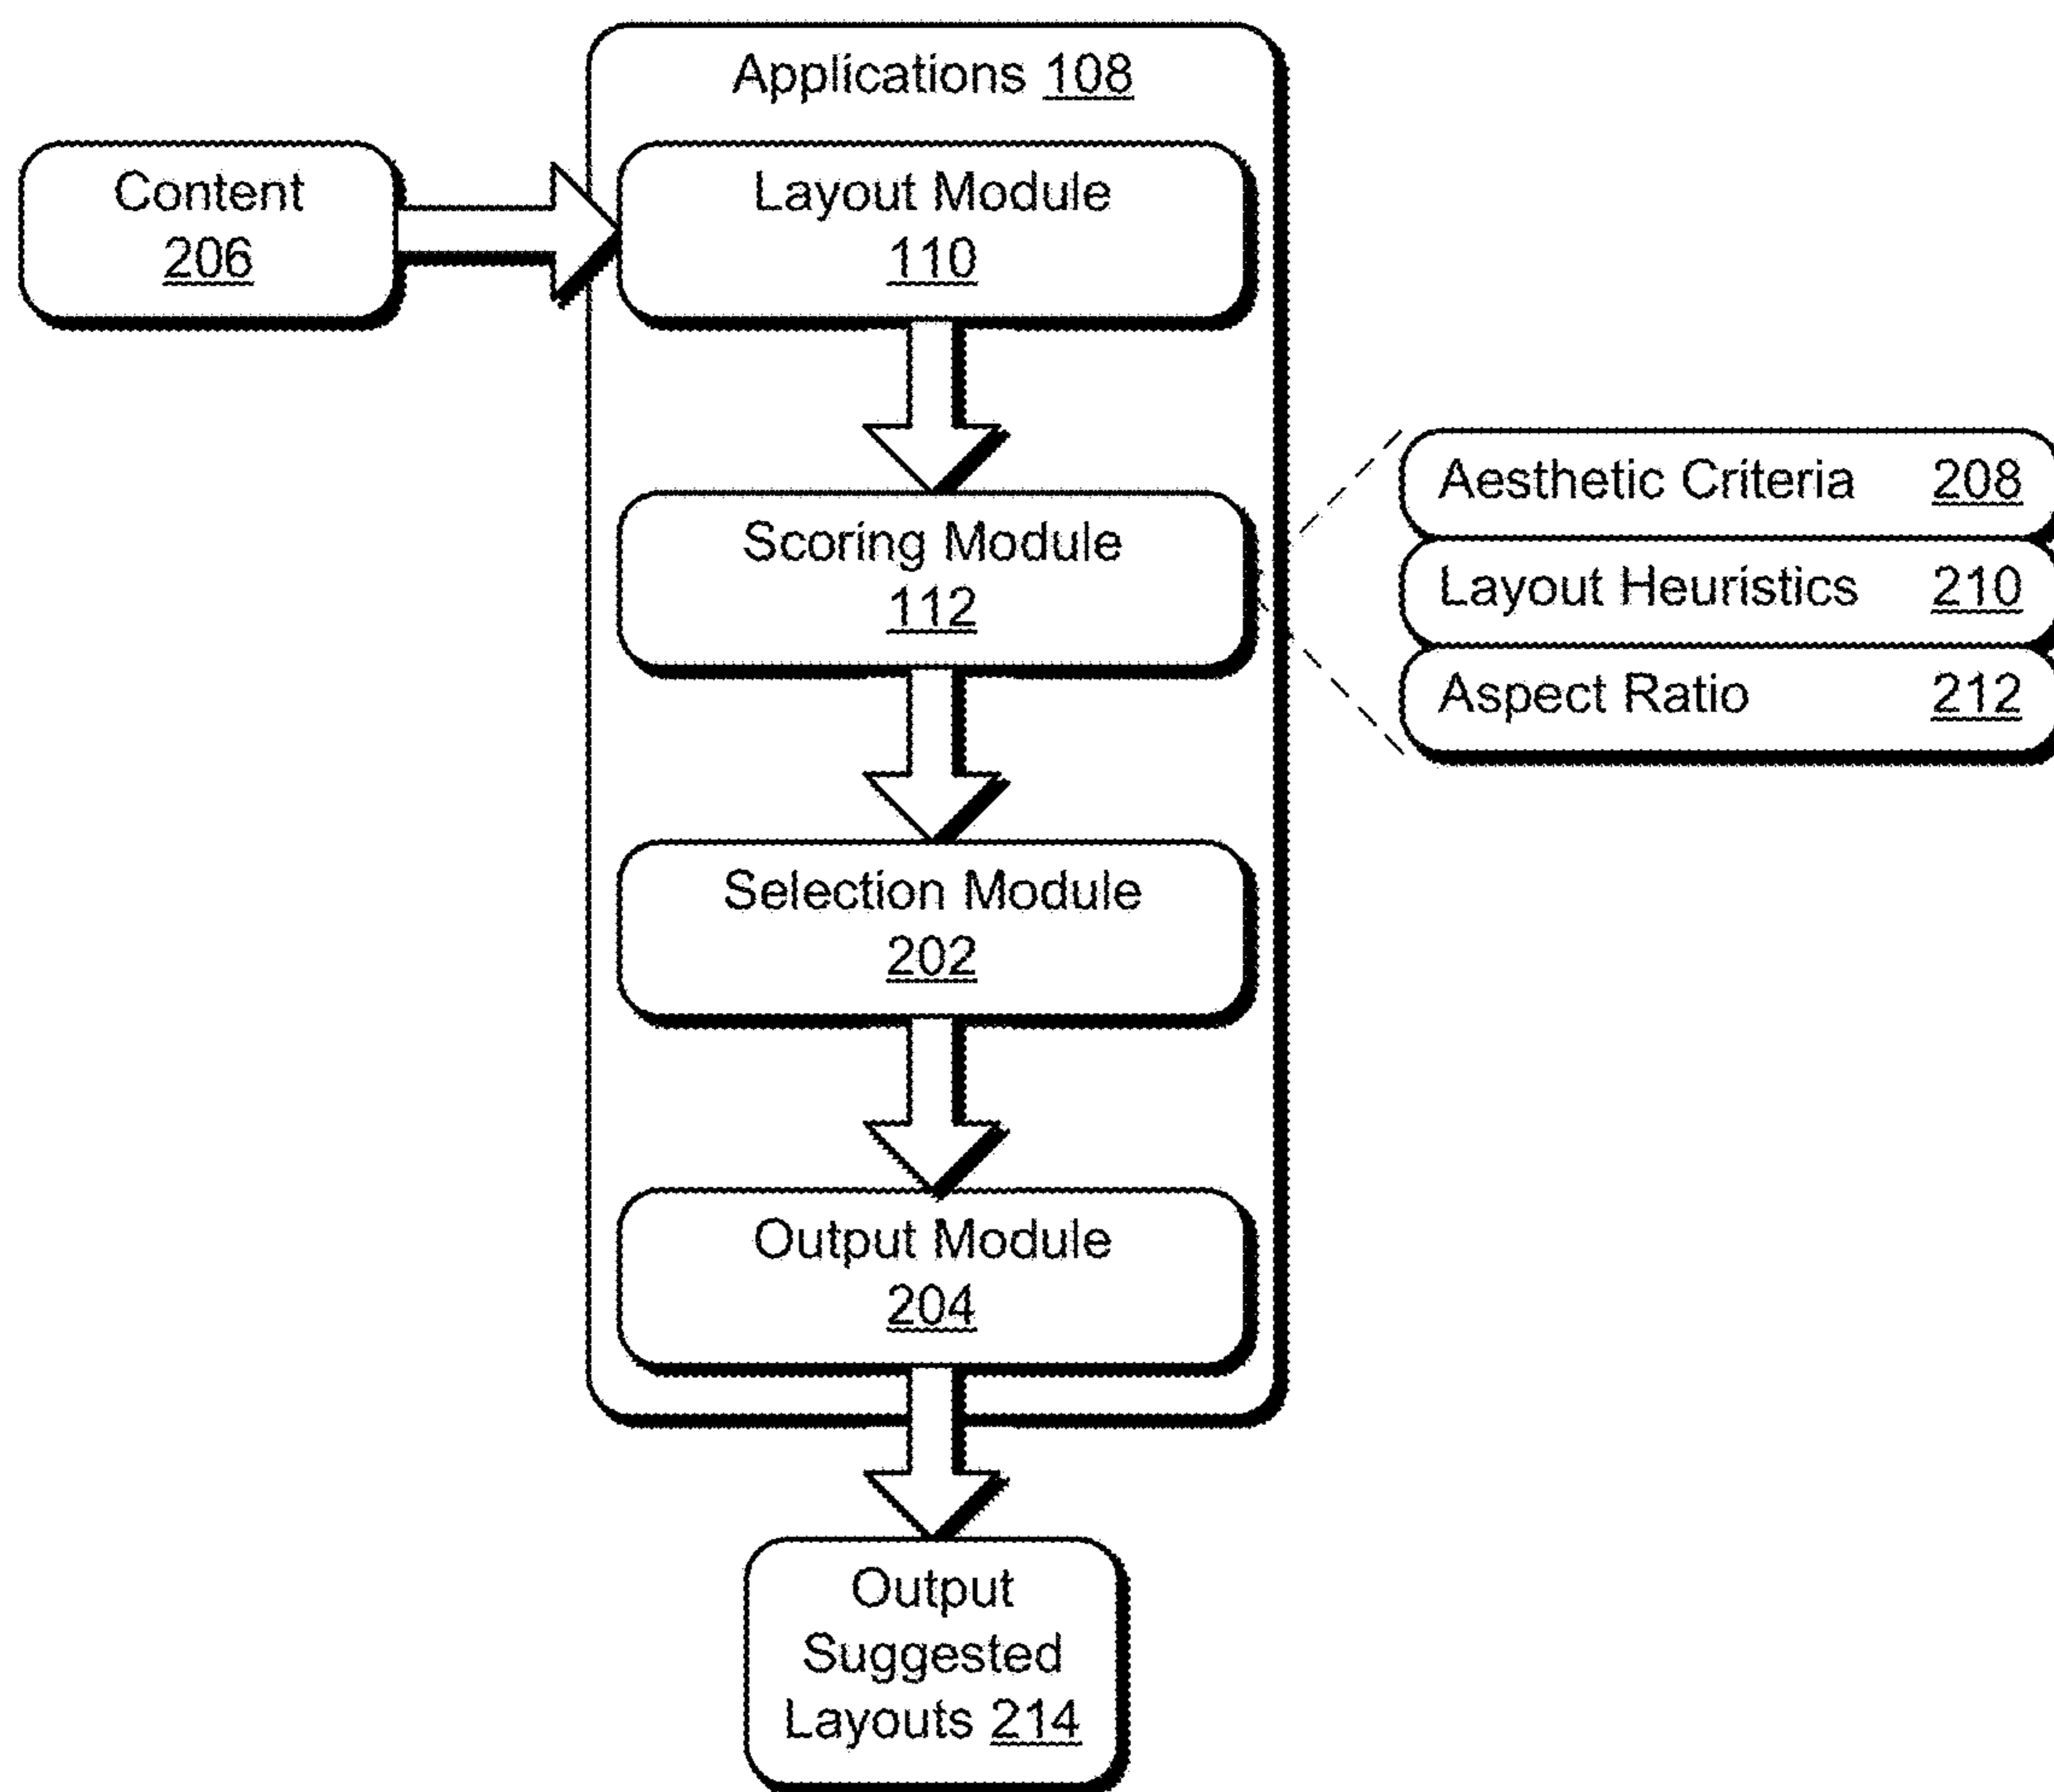 Applications 108
Content
206
Layout Module
110
Scoring Module
112
Aesthetic Criteria 208
Layout Heuristics 210
Aspect Ratio 212
Selection Module
202
Output Module
204
Output
Suggested
Layouts 214